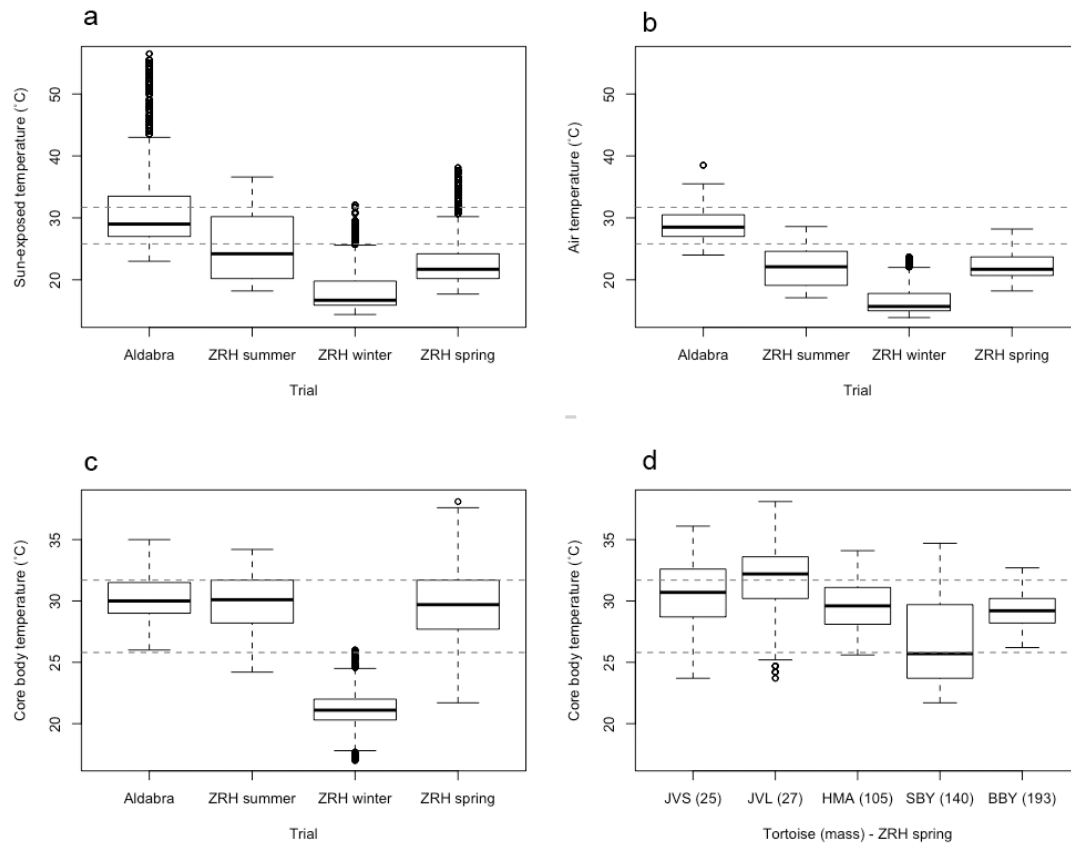 a
Sun-exposed temperature (˚C)
50
40
30
20
Aldabra ZRH summer ZRH winter ZRH spring
Trial
b
Air temperature (˚C)
50
40
30
20
Aldabra ZRH summer ZRH winter ZRH spring
Trial
c
Core body temperature (˚C)
35
30
25
20
Aldabra ZRH summer ZRH winter ZRH spring
Trial
d
Core body temperature (˚C)
35
30
25
20
JVS (25) JVL (27) HMA (105) SBY (140) BBY (193)
Tortoise (mass) - ZRH spring